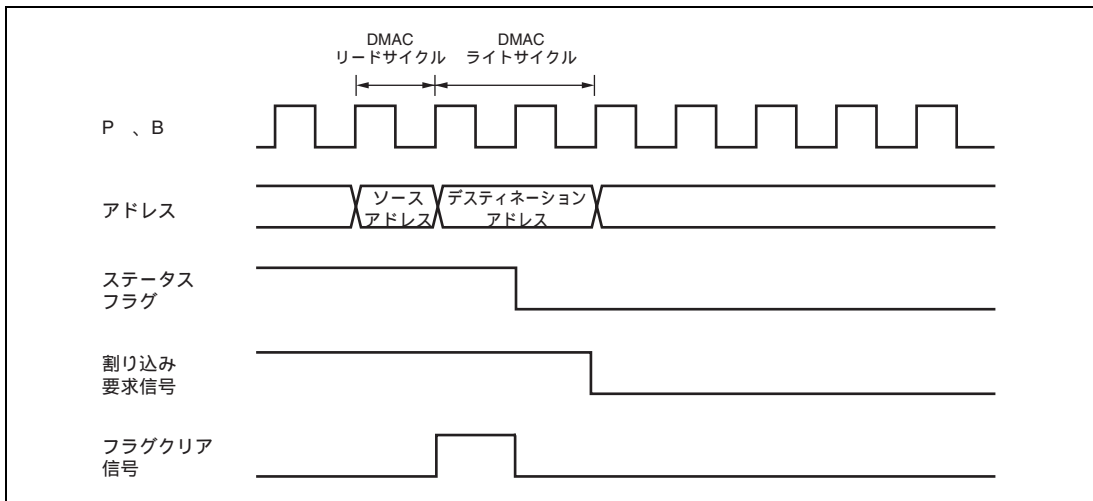 DMAC
リードサイクル
DMAC
ライトサイクル
P 、B
アドレス
ソース
アドレス
デスティネーション
アドレス
ステータス
フラグ
割り込み
要求信号
フラグクリア
信号